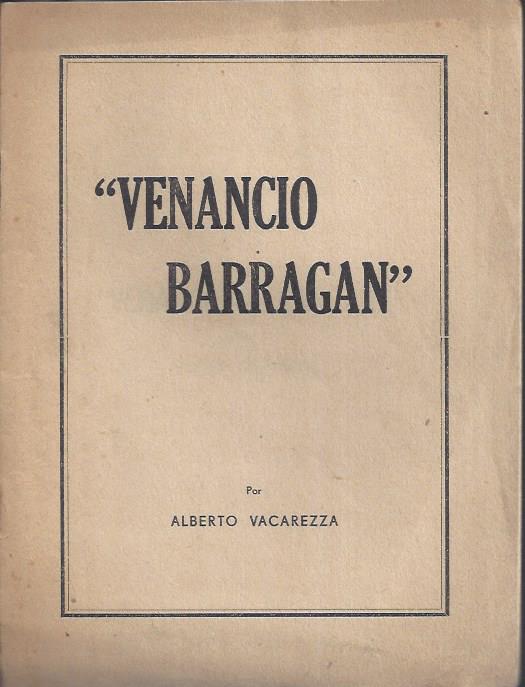 “VENANCIO
BARRAGAN”
Por
ALBERTO VACAREZZA